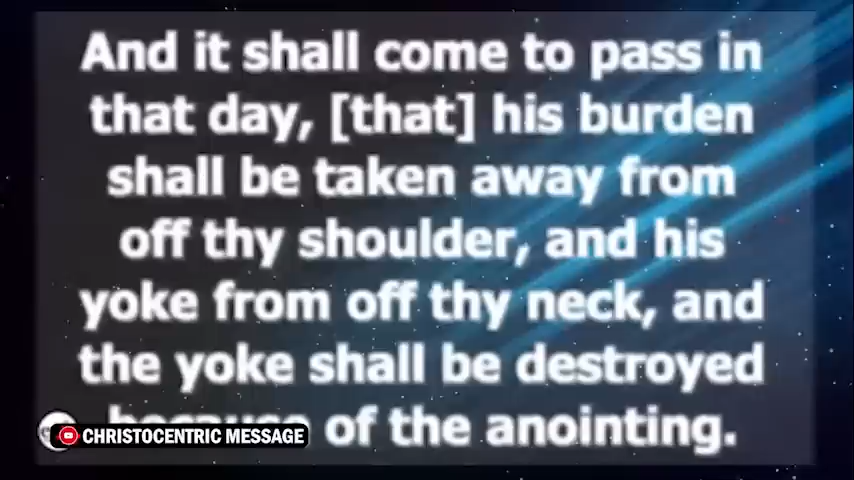 And it shall come to pass in
that day, [that] his burden
shall be taken away from
off thy shoulder, and his
yoke from off thy neck, and
the yoke shall be destroyed
because of the anointing.
CHRISTOCENTRIC MESSAGE